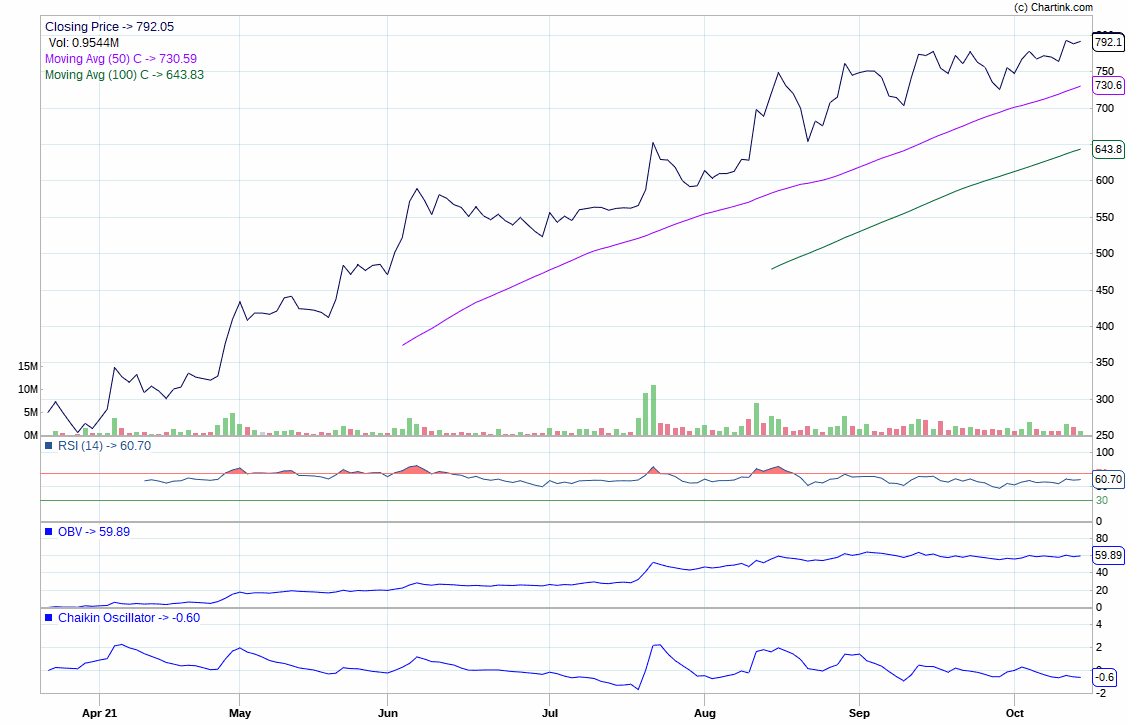 (c) Chartink.com
Closing Price -> 792.05
Vol: 0.9544M
Moving Avg (50) C -> 730.59
Moving Avg (100) C -> 643.83
792.1
750
730.6
700
643.8
600
550
500
450
400
350
300
250
15M
10M
5M
0M
RSI (14) -> 60.70
100
60.70
30
0
OBV -> 59.89
80
59.89
40
20
0
Chaikin Oscillator -> -0.60
4
2
-0.6
-2
Apr 21 May Jun Jul Aug Sep Oct